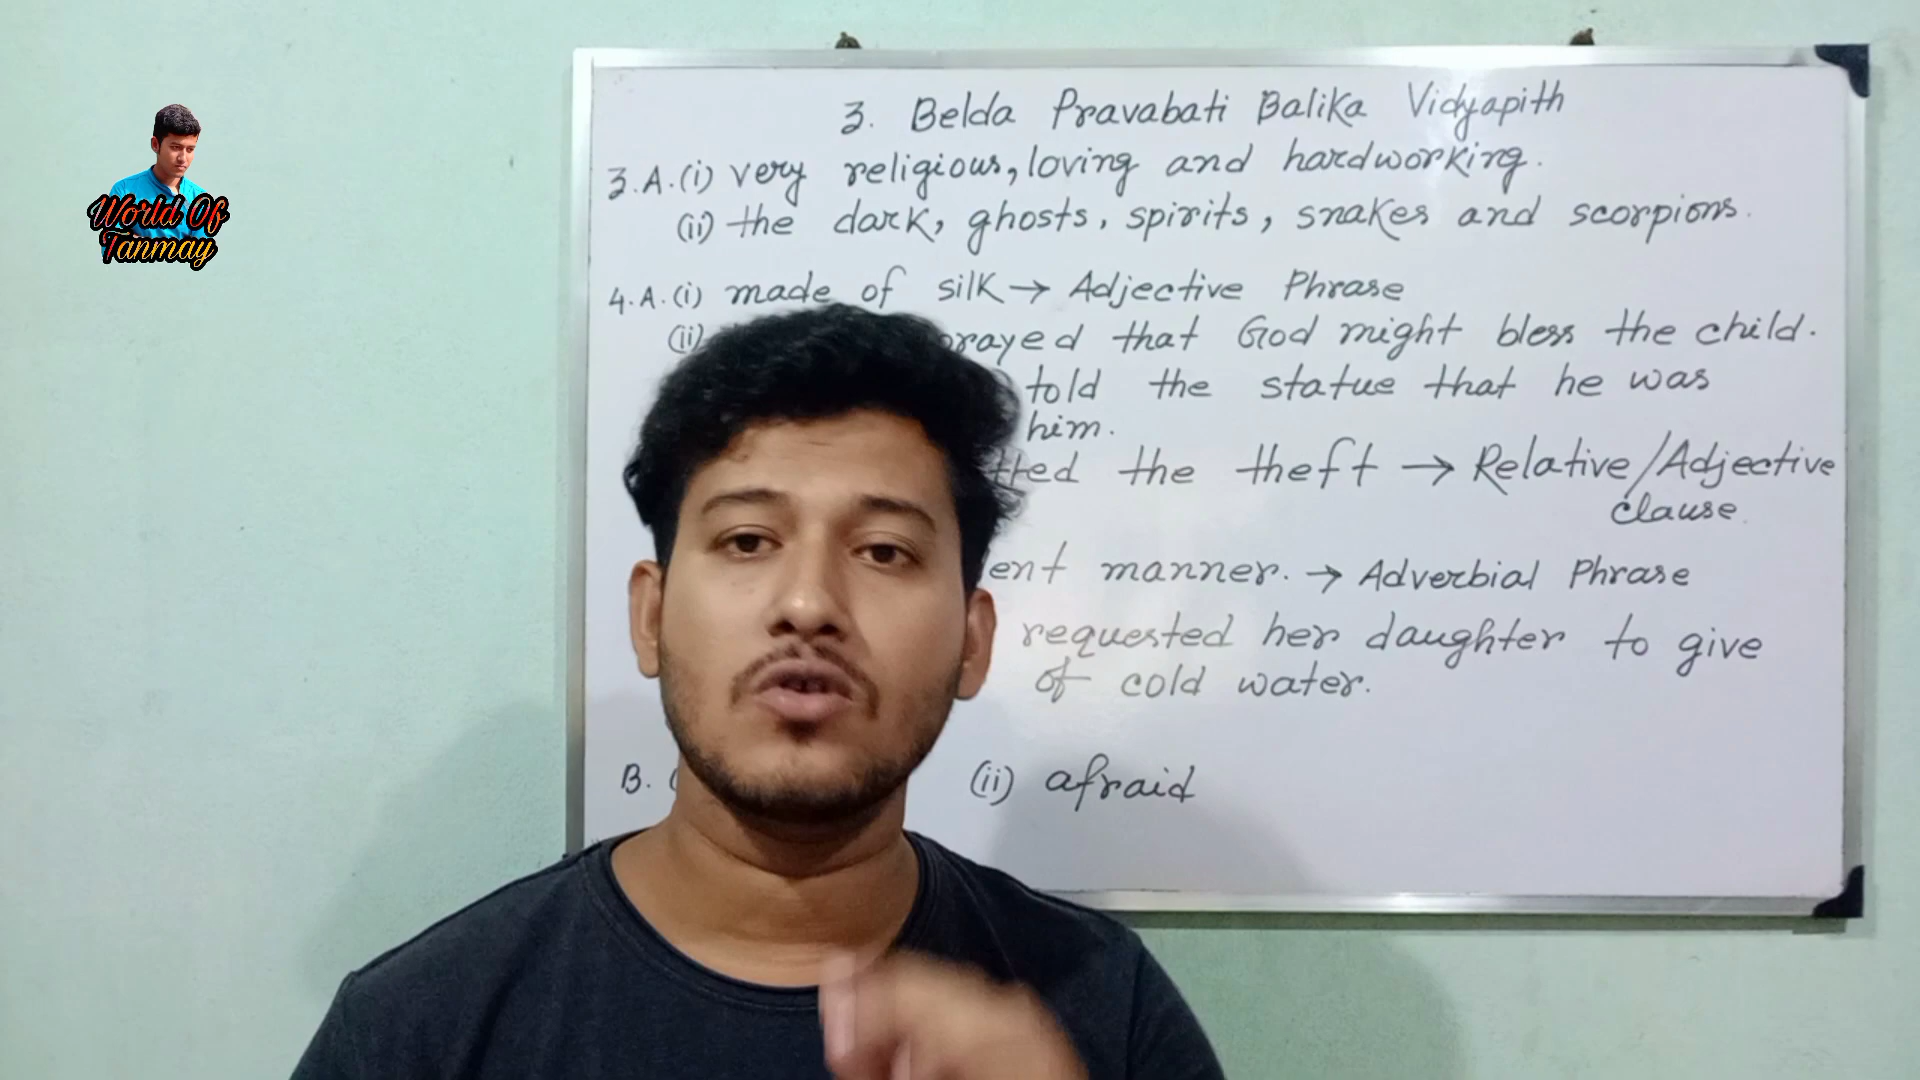 World Of
Tanmay
3. Belda Pravabati Balika Vidyapith
3.A.(i) very religious, loving and hardworking.
(ii) the dark, ghosts, spirits, snakes and scorpions.
4.A.(i) made of silk → Adjective Phrase
(ii) prayed that God might bless the child.
told the statue that he was
him.
the theft → Relative/Adjective
clause.
manner. → Adverbial Phrase
requested her daughter to give
of cold water.
B. (ii) afraid